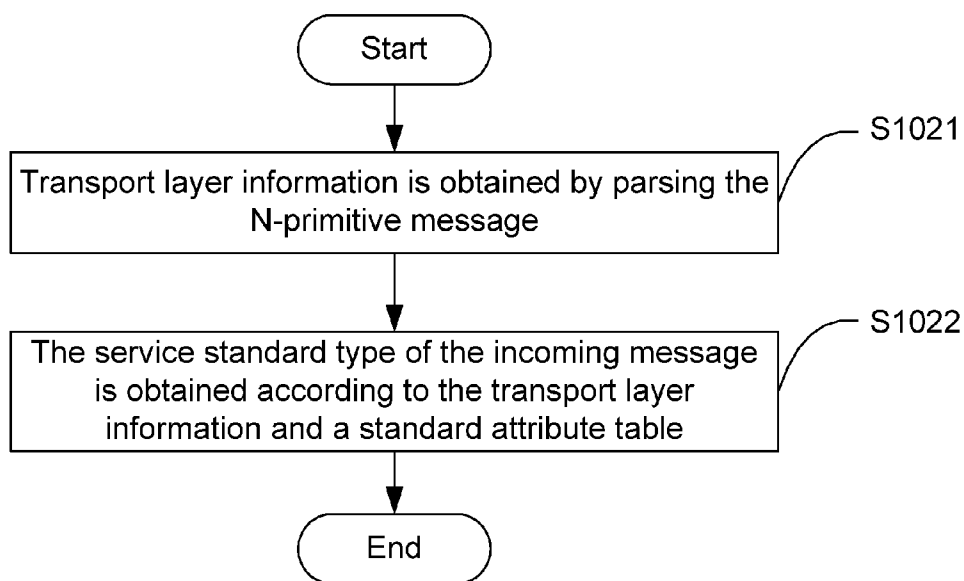 Start
S1021
Transport layer information is obtained by parsing the
N-primitive message
S1022
The service standard type of the incoming message
is obtained according to the transport layer
information and a standard attribute table
End